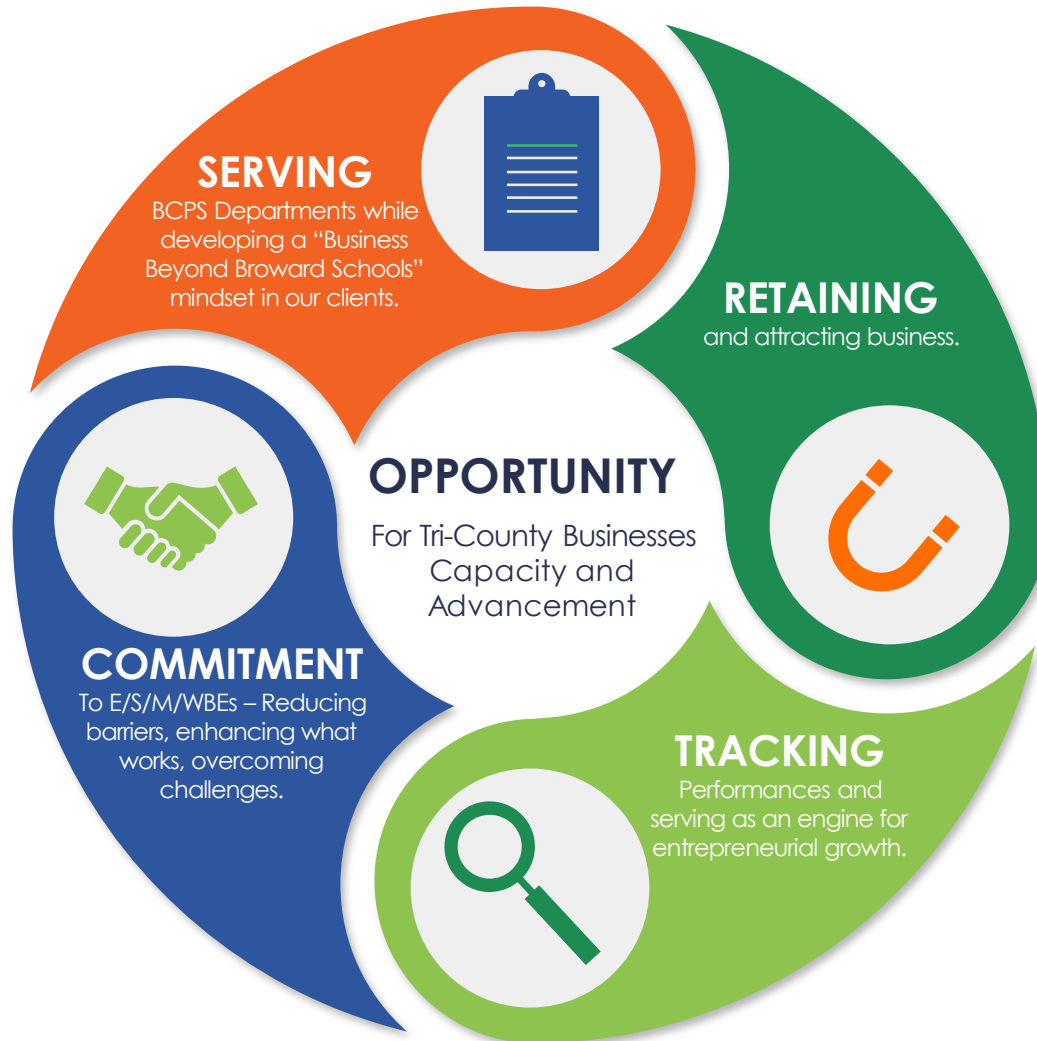 SERVING
BCPS Departments while
developing a “Business
Beyond Broward Schools”
mindset in our clients.
RETAINING
and attracting business.
OPPORTUNITY
For Tri-County Businesses
Capacity and
Advancement
COMMITMENT
To E/S/M/WBEs – Reducing
barriers, enhancing what
works, overcoming
challenges.
TRACKING
Performances and
serving as an engine for
entrepreneurial growth.